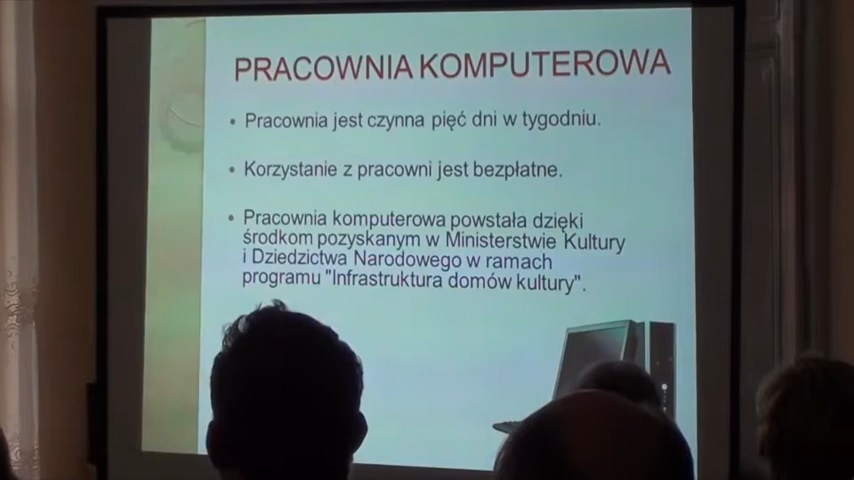 PRACOWNIA KOMPUTEROWA
• Pracownia jest czynna pięć dni w tygodniu.
• Korzystanie z pracowni jest bezpłatne.
• Pracownia komputerowa powstała dzięki
środkom pozyskanym w Ministerstwie Kultury
i Dziedzictwa Narodowego w ramach
programu "Infrastruktura domów kultury".